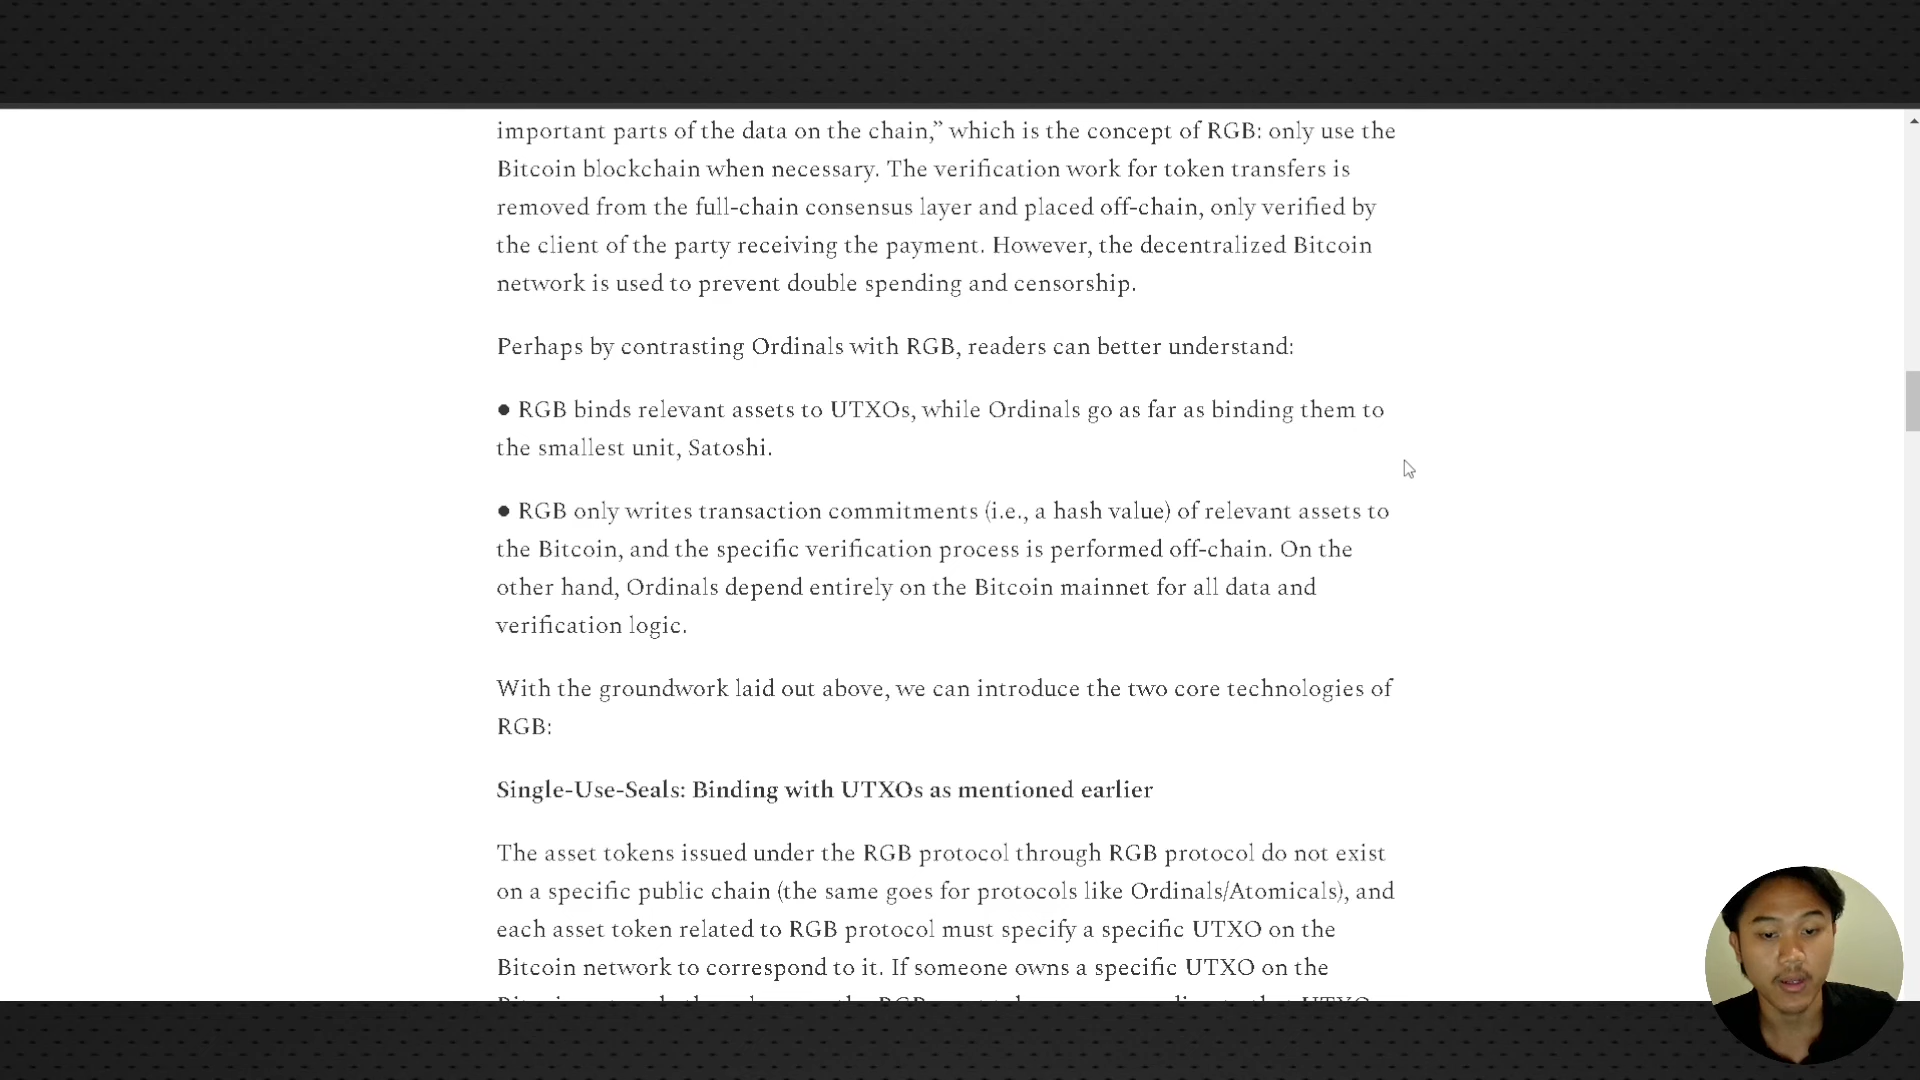 important parts of the data on the chain,” which is the concept of RGB: only use the
Bitcoin blockchain when necessary. The verification work for token transfers is
removed from the full-chain consensus layer and placed off-chain, only verified by
the client of the party receiving the payment. However, the decentralized Bitcoin
network is used to prevent double spending and censorship.
Perhaps by contrasting Ordinals with RGB, readers can better understand:
● RGB binds relevant assets to UTXOs, while Ordinals go as far as binding them to
the smallest unit, Satoshi.
● RGB only writes transaction commitments (i.e., a hash value) of relevant assets to
the Bitcoin, and the specific verification process is performed off-chain. On the
other hand, Ordinals depend entirely on the Bitcoin mainnet for all data and
verification logic.
With the groundwork laid out above, we can introduce the two core technologies of
RGB:
Single-Use-Seals: Binding with UTXOs as mentioned earlier
The asset tokens issued under the RGB protocol through RGB protocol do not exist
on a specific public chain (the same goes for protocols like Ordinals/Atomicals), and
each asset token related to RGB protocol must specify a specific UTXO on the
Bitcoin network to correspond to it. If someone owns a specific UTXO on the